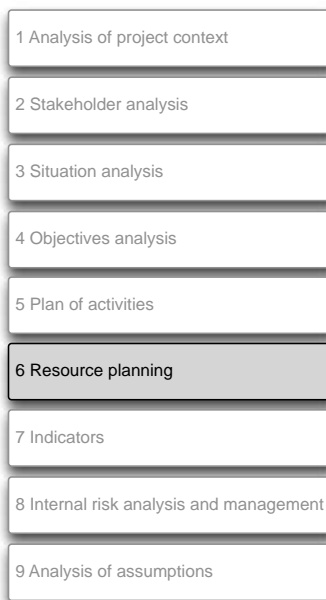 1 Analysis of project context
2 Stakeholder analysis
3 Situation analysis
4 Objectives analysis
5 Plan of activities
6 Resource planning
7 Indicators
8 Internal risk analysis and management
9 Analysis of assumptions